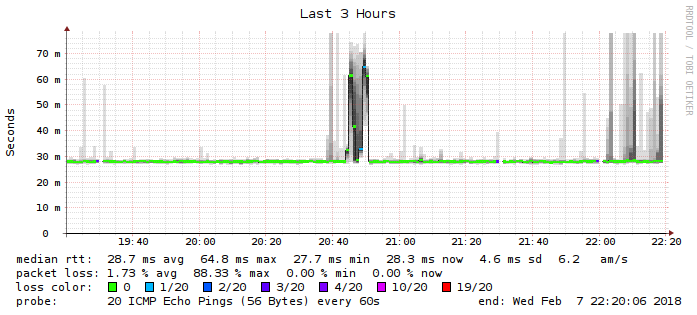 Last 3 Hours
RRDTOOL / TOBI OETIKER
Seconds
70 m
60 m
50 m
40 m
30 m
20 m
10 m
0
19:40 20:00 20:20 20:40 21:00 21:20 21:40 22:00 22:20
median rtt: 28.7 ms avg 64.8 ms max 27.7 ms min 28.3 ms now 4.6 ms sd 6.2 am/s
packet loss: 1.73 % avg 88.33 % max 0.00 % min 0.00 % now
loss color: 0 1/20 2/20 3/20 4/20 10/20 19/20
probe: 20 ICMP Echo Pings (56 Bytes) every 60s end: Wed Feb 7 22:20:06 2018